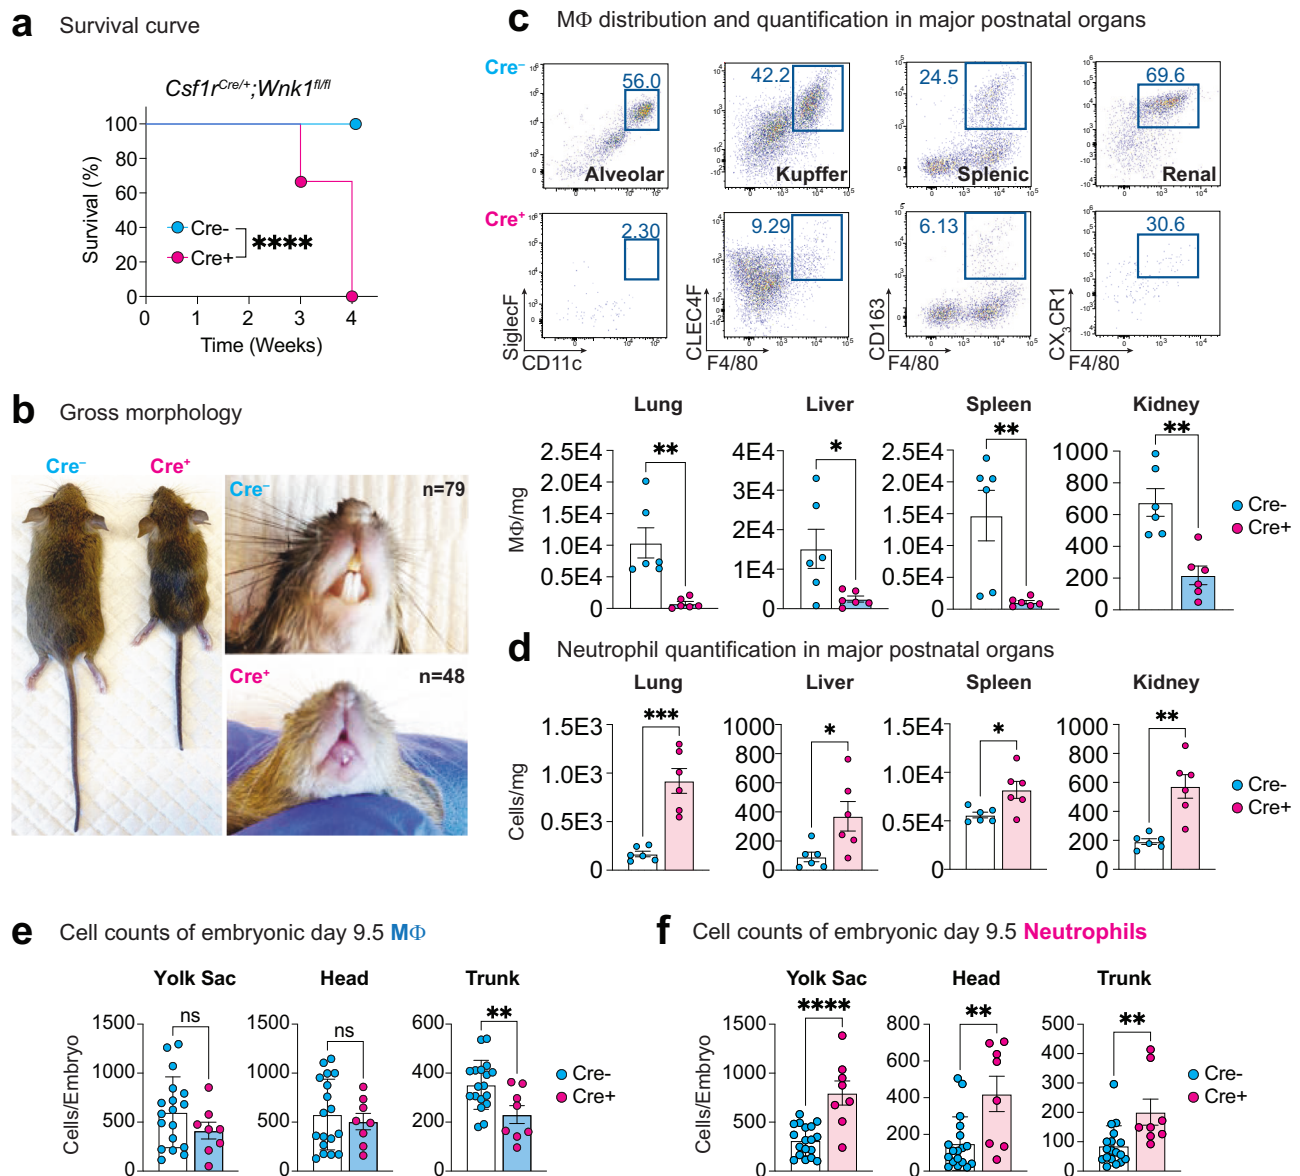 a Survival curve
Csf1rCre/+;Wnk1fl/fl
Survival (%)
100
80
60
40
20
0
Cre-
Cre+
****
0 1 2 3 4
Time (Weeks)
b Gross morphology
Cre–
Cre+
Cre–
n=79
Cre+
n=48
c MΦ distribution and quantification in major postnatal organs
Cre–
56.0
Alveolar
42.2
Kupffer
24.5
Splenic
69.6
Renal
Cre+
2.30
9.29
6.13
30.6
SiglecF
CD11c
CLEC4F
F4/80
CD163
F4/80
CX3CR1
F4/80
Lung Liver Spleen Kidney
MΦ/mg
2.5E4
2.0E4
1.5E4
1.0E4
0.5E4
0
**
4E4
3E4
2E4
1E4
0
*
2.5E4
2.0E4
1.5E4
1.0E4
0.5E4
0
**
1000
800
600
400
200
0
**
Cre-
Cre+
d Neutrophil quantification in major postnatal organs
Lung Liver Spleen Kidney
Cells/mg
1.5E3
1.0E3
0.5E3
0
***
1000
800
600
400
200
0
*
1.5E4
1.0E4
0.5E4
0
*
1000
800
600
400
200
0
**
Cre-
Cre+
e Cell counts of embryonic day 9.5 MΦ
Yolk Sac Head Trunk
Cells/Embryo
1500
1000
500
0
ns
1500
1000
500
0
ns
600
400
200
0
**
Cre-
Cre+
f Cell counts of embryonic day 9.5 Neutrophils
Yolk Sac Head Trunk
Cells/Embryo
1500
1000
500
0
****
800
600
400
200
0
**
500
400
300
200
100
0
**
Cre-
Cre+